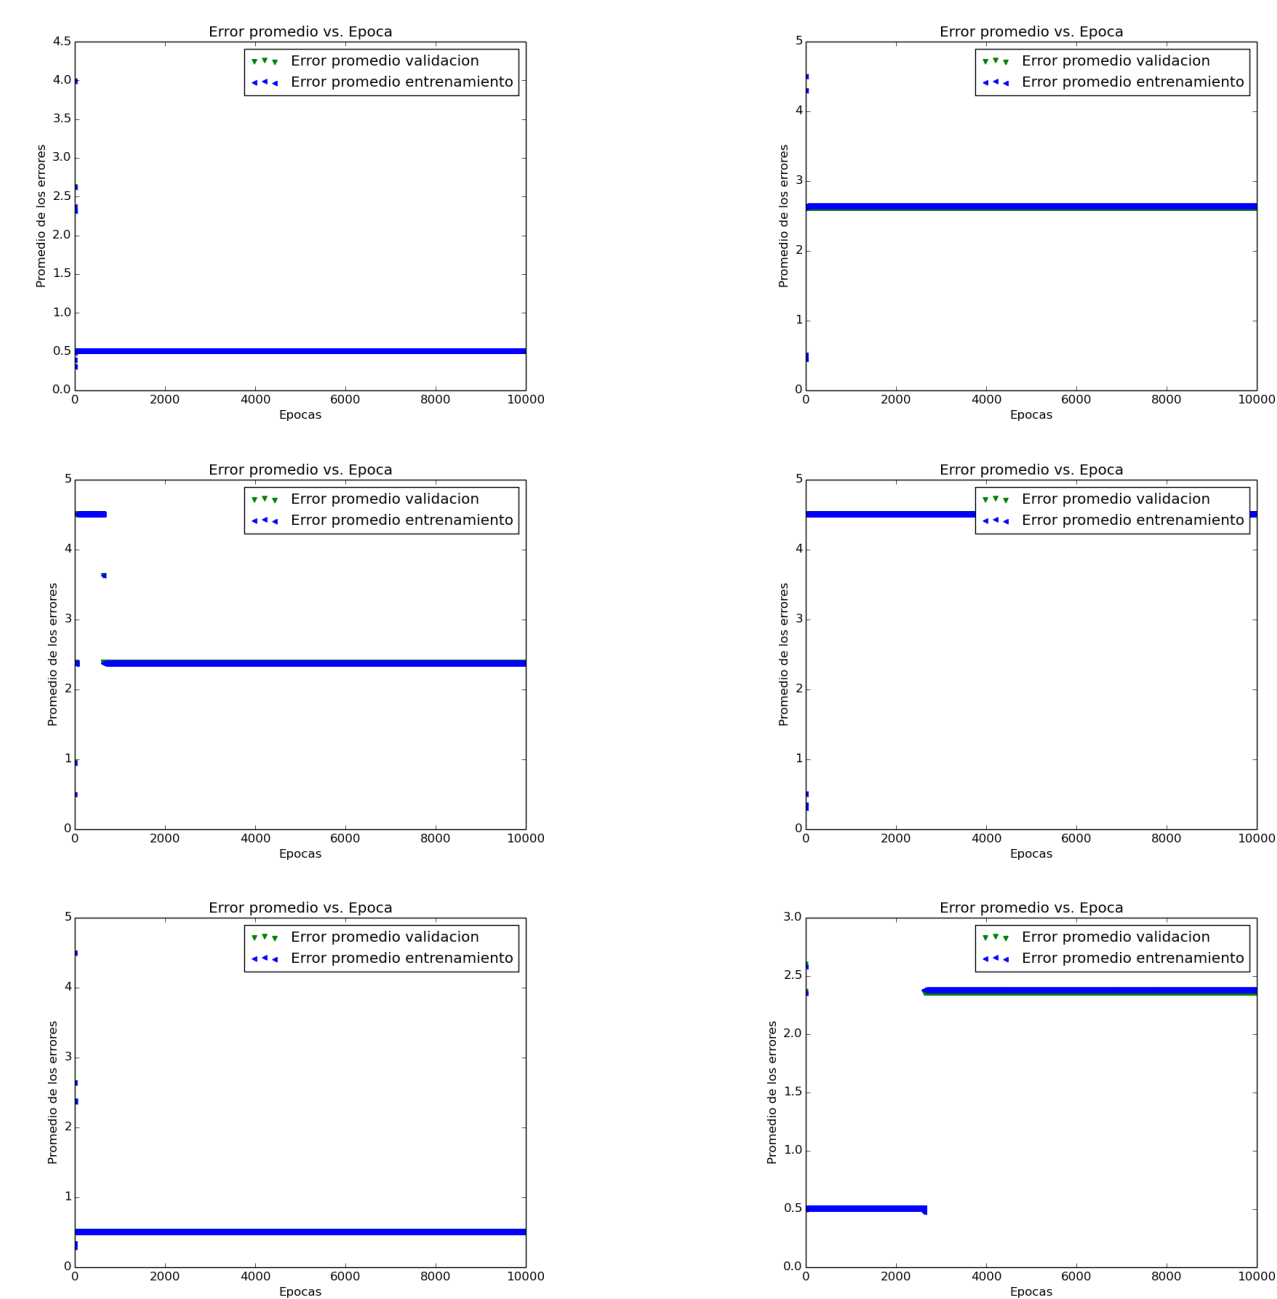 Error promedio vs. Epoca
4.5
4.0
3.5
3.0
2.5
2.0
1.5
1.0
0.5
0.0
Promedio de los errores
Error promedio validacion
Error promedio entrenamiento
0 2000 4000 6000 8000 10000
Epocas
Error promedio vs. Epoca
5
4
3
2
1
0
Promedio de los errores
Error promedio validacion
Error promedio entrenamiento
0 2000 4000 6000 8000 10000
Epocas
Error promedio vs. Epoca
5
4
3
2
1
0
Promedio de los errores
Error promedio validacion
Error promedio entrenamiento
0 2000 4000 6000 8000 10000
Epocas
Error promedio vs. Epoca
5
4
3
2
1
0
Promedio de los errores
Error promedio validacion
Error promedio entrenamiento
0 2000 4000 6000 8000 10000
Epocas
Error promedio vs. Epoca
5
4
3
2
1
0
Promedio de los errores
Error promedio validacion
Error promedio entrenamiento
0 2000 4000 6000 8000 10000
Epocas
Error promedio vs. Epoca
3.0
2.5
2.0
1.5
1.0
0.5
0.0
Promedio de los errores
Error promedio validacion
Error promedio entrenamiento
0 2000 4000 6000 8000 10000
Epocas